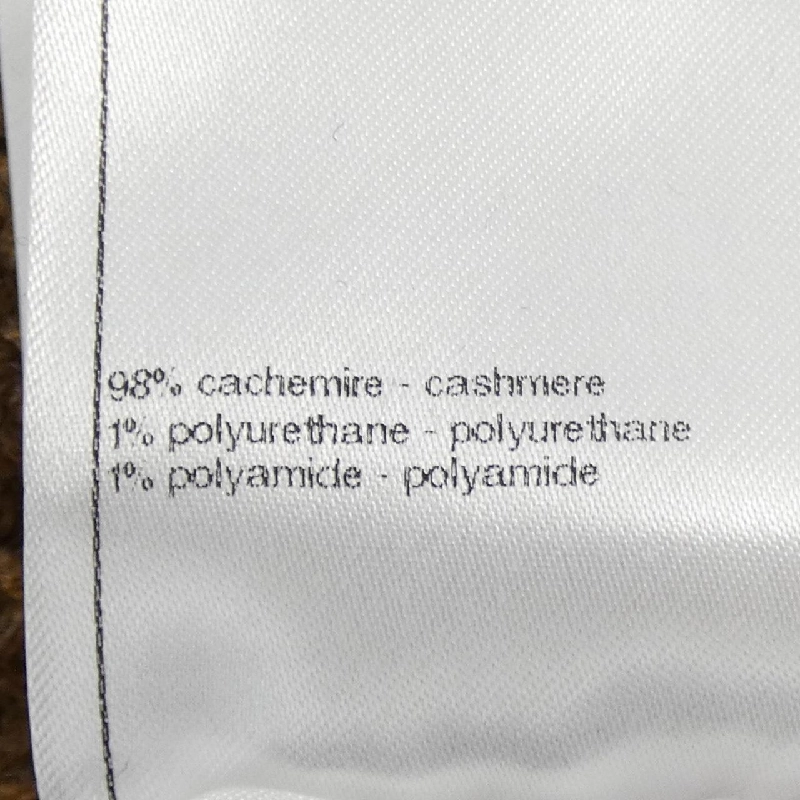 98% cachemire - cashmere
1% polyurethane - polyurethane
1% polyamide - polyamide